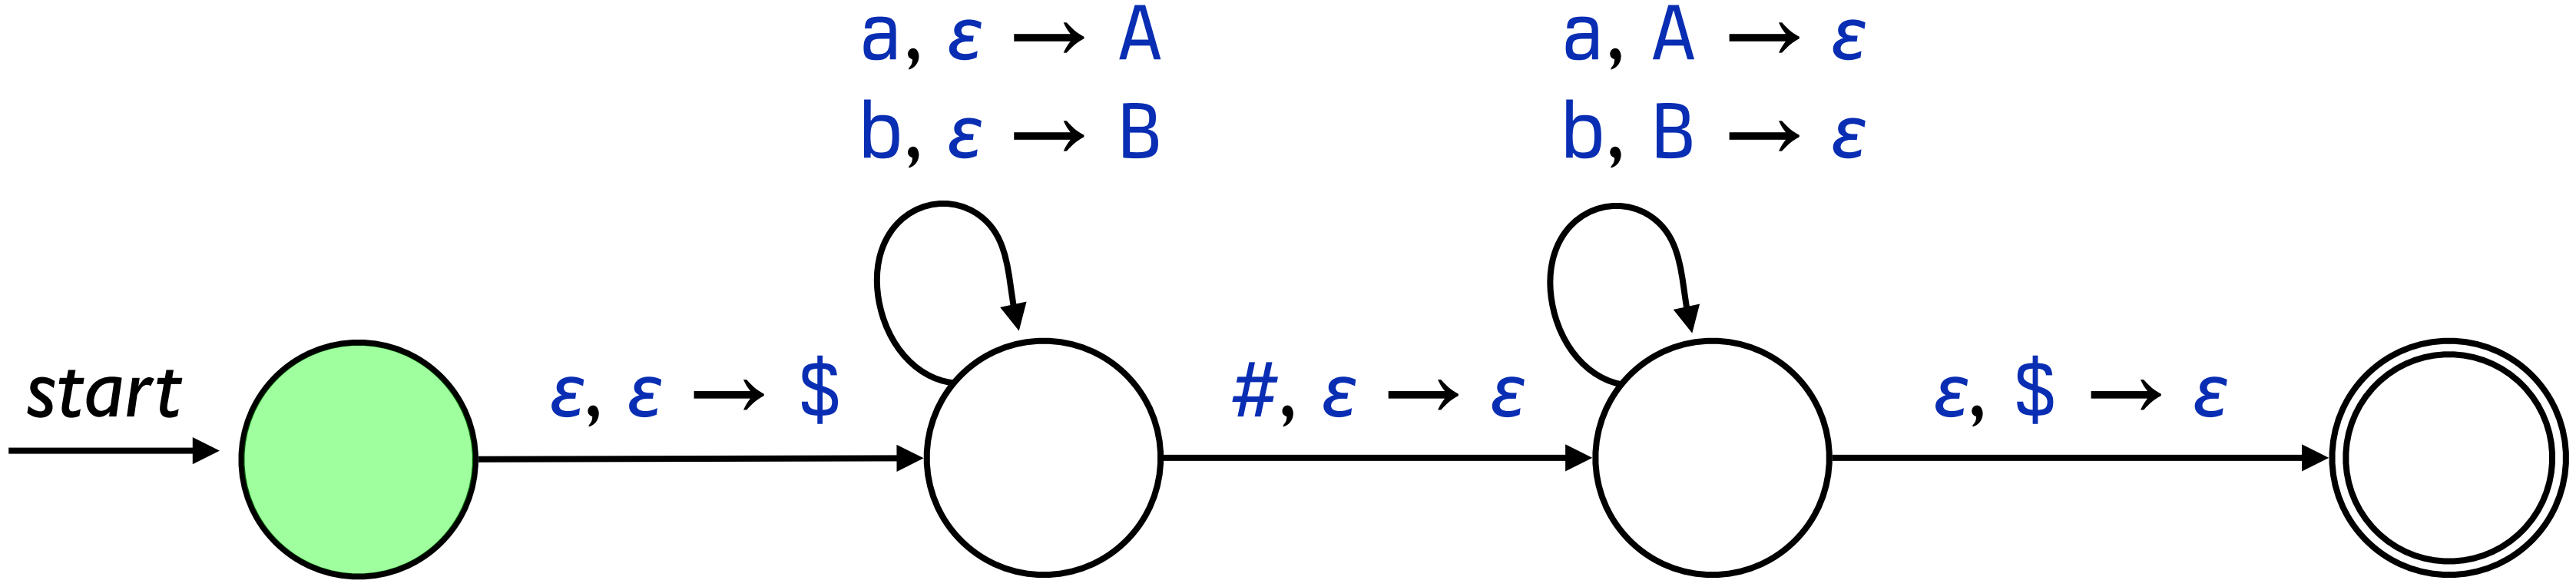 a, ε → A
b, ε → B
a, A → ε
b, B → ε
start
ε, ε → $
#, ε → ε
ε, $ → ε